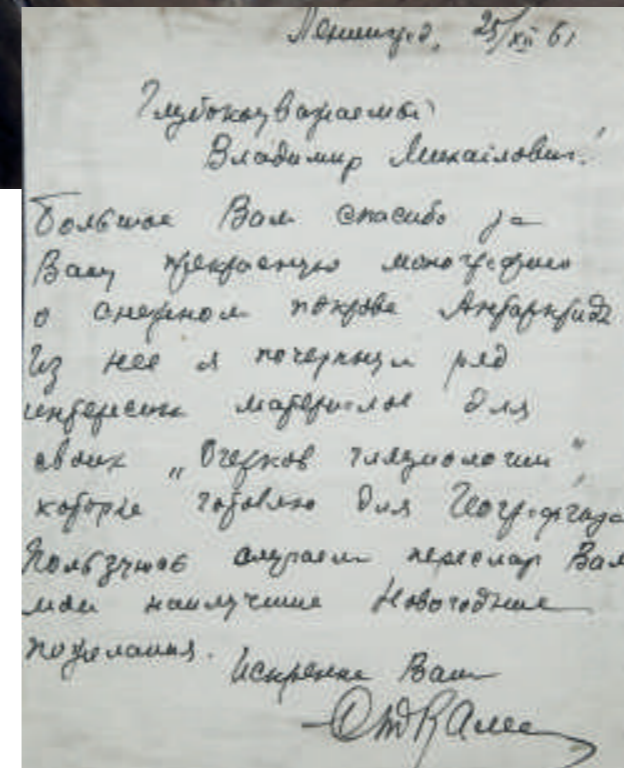 Ленинград, 25/XII 61
Глубокоуважаемый
Владимир Михайлович!
Большое Вам спасибо за
Вашу прекрасную монографию
о снежном покрове Антарктиды
Из нее я почерпнул ряд
интересных материалов для
своих „Очерков гляциологии",
которые готовлю для Географгиза
Пользуюсь случаем переслать Вам
мои наилучшие Новогодние
пожелания.
Искренне Ваш